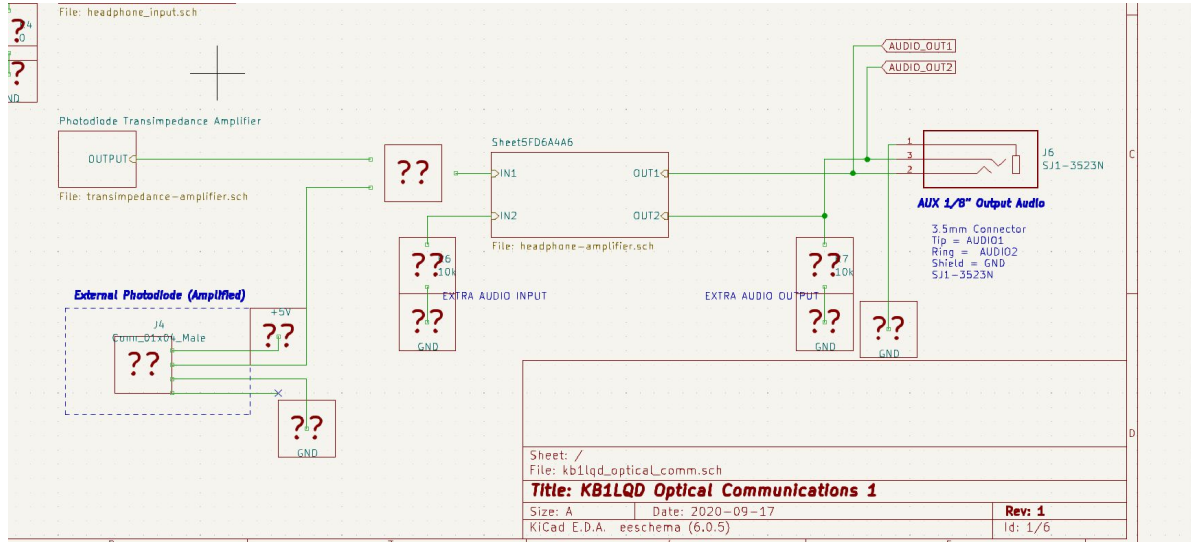 File: headphone_input.sch
AUDIO_OUT1
AUDIO_OUT2
Photodiode Transimpedance Amplifier
OUTPUT
File: transimpedance-amplifier.sch
??
Sheet5FD6A4A6
IN1
IN2
OUT1
OUT2
File: headphone-amplifier.sch
1
3
2
J6
SJ1-3523N
AUX 1/8" Output Audio
3.5mm Connector
Tip = AUDIO1
Ring = AUDIO2
Shield = GND
SJ1-3523N
C
??
10k
EXTRA AUDIO INPUT
??
GND
EXTRA AUDIO OUTPUT
??
10k
??
GND
??
GND
External Photodiode (Amplified)
J4
Conn_01x04_Male
??
+5V
??
??
GND
D
Sheet: /
File: kb1lqd_optical_comm.sch
Title: KB1LQD Optical Communications 1
Size: A
Date: 2020-09-17
Rev: 1
KiCad E.D.A. eeschema (6.0.5)
Id: 1/6